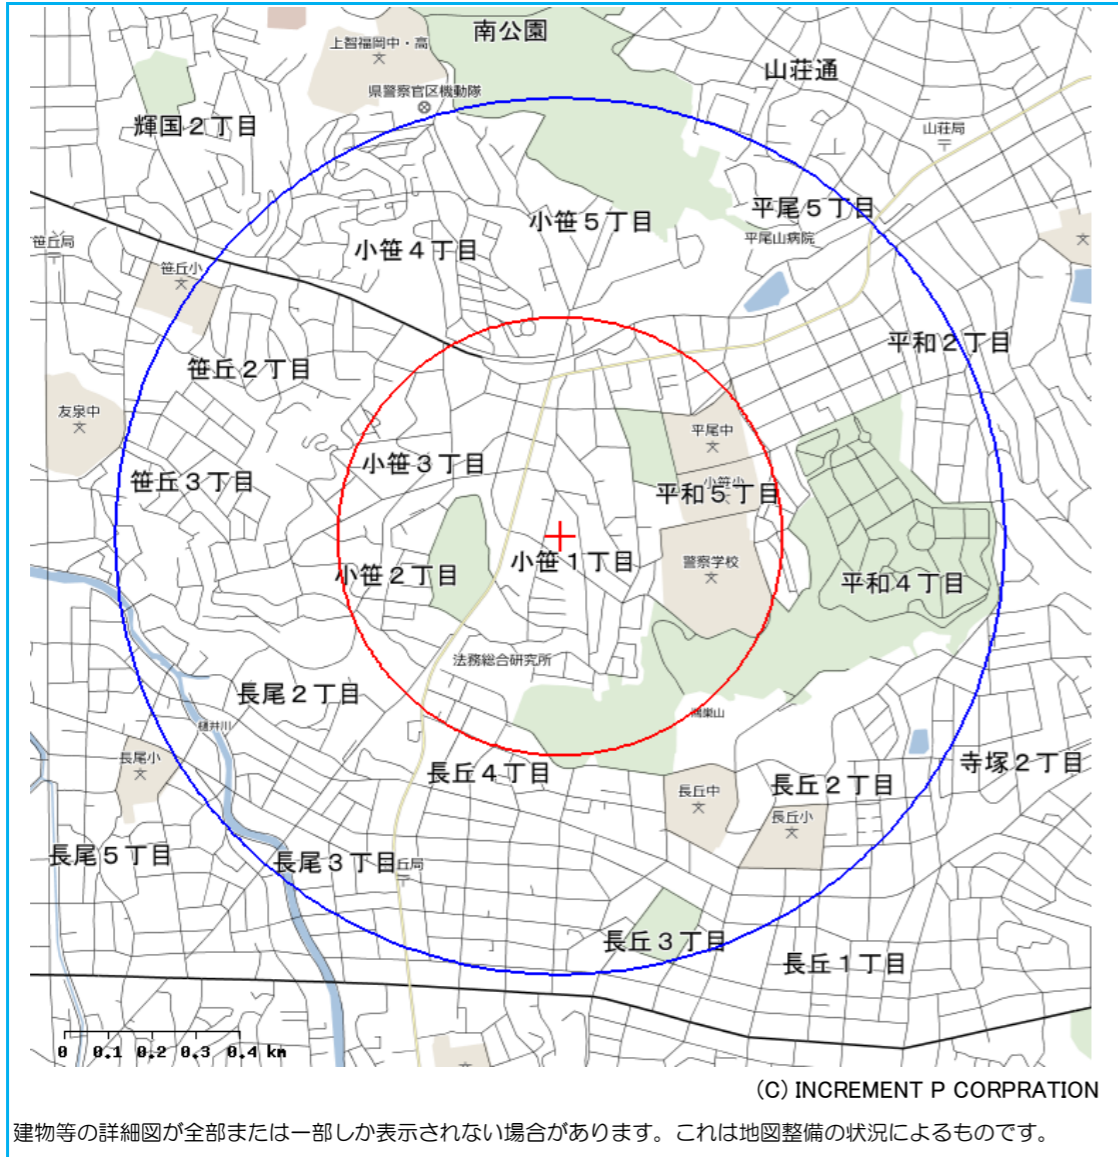 南公園
上智福岡中・高
山荘通
県警察官区機動隊
輝国２丁目
山荘局
平尾５丁目
小笹５丁目
平尾山病院
笹丘局
小笹４丁目
笹丘小
平和２丁目
笹丘２丁目
友泉中
平尾中
小笹３丁目
笹丘３丁目
小笹小
平和５丁目
小笹１丁目
警察学校
小笹２丁目
平和４丁目
法務総合研究所
長尾２丁目
鴻巣山
樋井川
長尾小
長丘４丁目
寺塚２丁目
長丘２丁目
長丘中
長丘小
長尾５丁目
長尾３丁目
丘局
長丘３丁目
長丘１丁目
0 0.1 0.2 0.3 0.4 km
(C) INCREMENT P CORPRATION
建物等の詳細図が全部または一部しか表示されない場合があります。これは地図整備の状況によるものです。